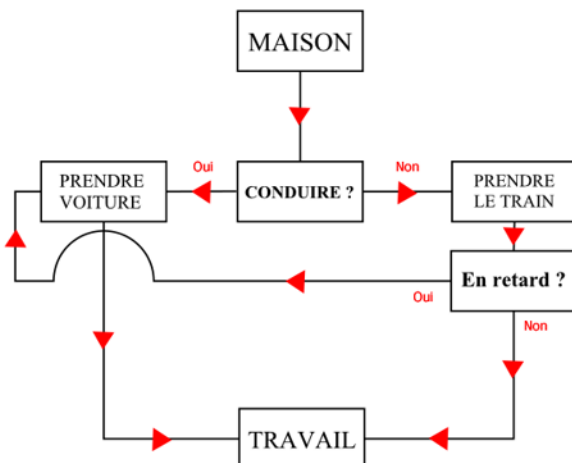 MAISON
Oui
Non
PRENDRE
VOITURE
CONDUIRE ?
PRENDRE
LE TRAIN
En retard ?
Oui
Non
TRAVAIL